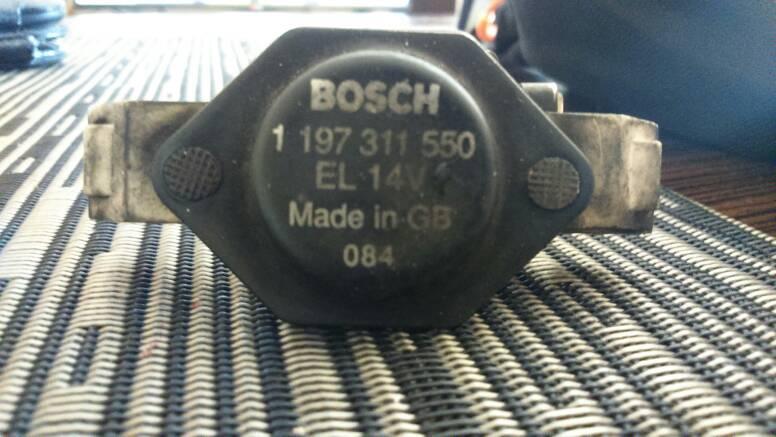 BOSCH
1 197 311 550
EL 14V
Made in GB
084